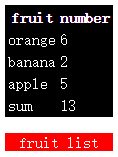 fruit number
orange 6
banana 2
apple 5
sum 13
fruit list